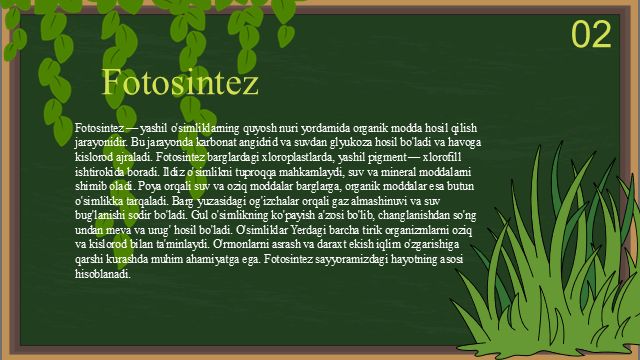 02
Fotosintez
Fotosintez — yashil o'simliklarning quyosh nuri yordamida organik modda hosil qilish
jarayonidir. Bu jarayonda karbonat angidrid va suvdan glyukoza hosil bo'ladi va havoga
kislorod ajraladi. Fotosintez barglardagi xloroplastlarda, yashil pigment — xlorofill
ishtirokida boradi. Ildiz o'simlikni tuproqqa mahkamlaydi, suv va mineral moddalarni
shimib oladi. Poya orqali suv va oziq moddalar barglarga, organik moddalar esa butun
o'simlikka tarqaladi. Barg yuzasidagi og'izchalar orqali gaz almashinuvi va suv
bug'lanishi sodir bo'ladi. Gul o'simlikning ko'payish a'zosi bo'lib, changlanishdan so'ng
undan meva va urug' hosil bo'ladi. O'simliklar Yerdagi barcha tirik organizmlarni oziq
va kislorod bilan ta'minlaydi. O'rmonlarni asrash va daraxt ekish iqlim o'zgarishiga
qarshi kurashda muhim ahamiyatga ega. Fotosintez sayyoramizdagi hayotning asosi
hisoblanadi.